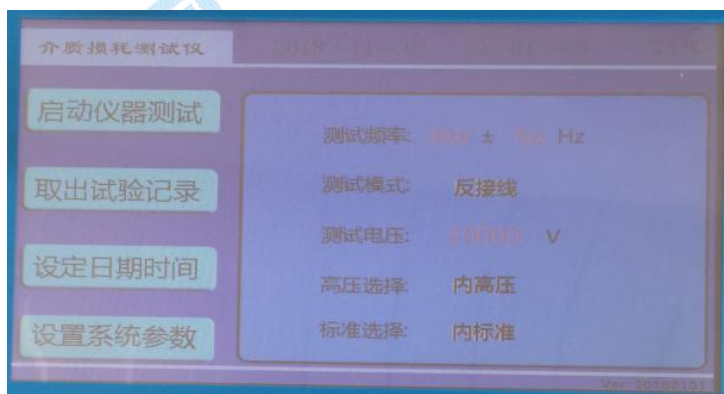 介质损耗测试仪
启动仪器测试
取出试验记录
设定日期时间
设置系统参数
测试频率: ± Hz
测试模式: 反接线
测试电压: 10000 V
高压选择: 内高压
标准选择: 内标准
Ver 20180101